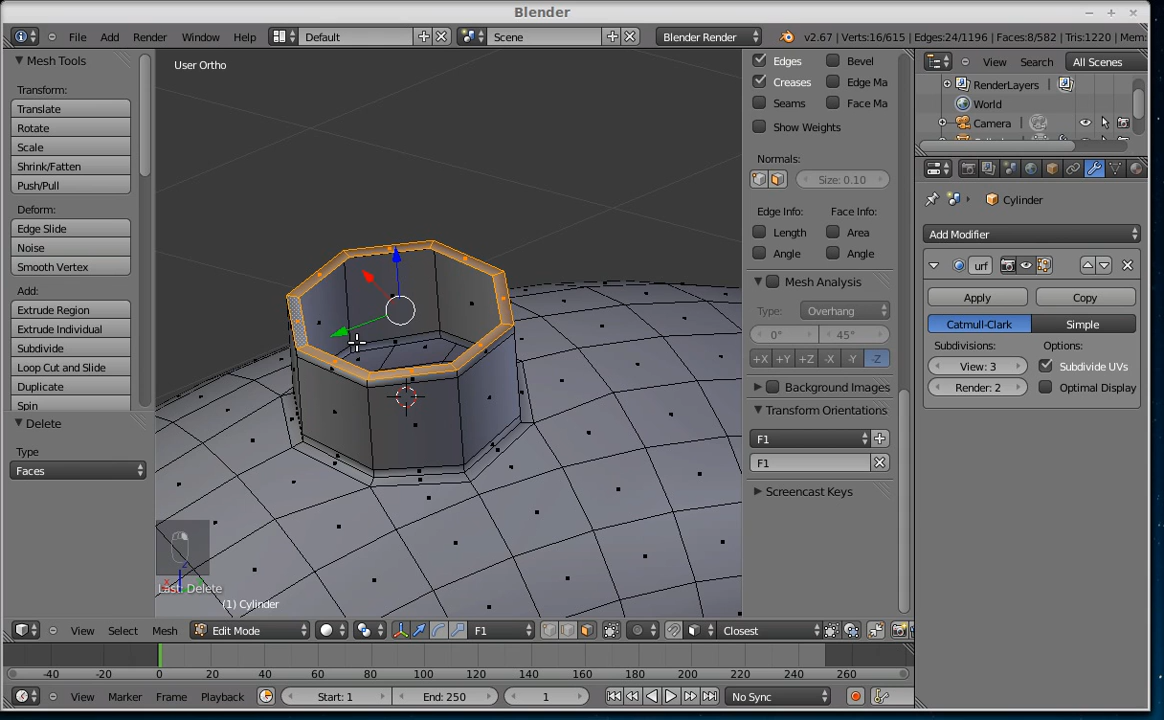 Blender
File Add Render Window Help Default Scene Blender Render v2.67 | Verts:16/615 | Edges:24/1196 | Faces:8/582 | Tris:1220 | Mem:
Mesh Tools
Transform:
Translate
Rotate
Scale
Shrink/Fatten
Push/Pull
Deform:
Edge Slide
Noise
Smooth Vertex
Add:
Extrude Region
Extrude Individual
Subdivide
Loop Cut and Slide
Duplicate
Spin
Delete
Type
Faces
User Ortho
Last: Delete
(1) Cylinder
Edges Bevel
Creases Edge Ma
Seams Face Ma
Show Weights
Normals:
Size: 0.10
Edge Info: Face Info:
Length Area
Angle Angle
Mesh Analysis
Type: Overhang
0° 45°
+X +Y +Z -X -Y -Z
Background Images
Transform Orientations
F1
F1
Screencast Keys
View Search All Scenes
RenderLayers
World
Camera
Cylinder
Add Modifier
urf
Apply Copy
Catmull-Clark Simple
Subdivisions: Options:
View: 3 Subdivide UVs
Render: 2 Optimal Display
View Select Mesh Edit Mode F1 Closest
-40 -20 0 20 40 60 80 100 120 140 160 180 200 220 240 260
View Marker Frame Playback Start: 1 End: 250 1 No Sync